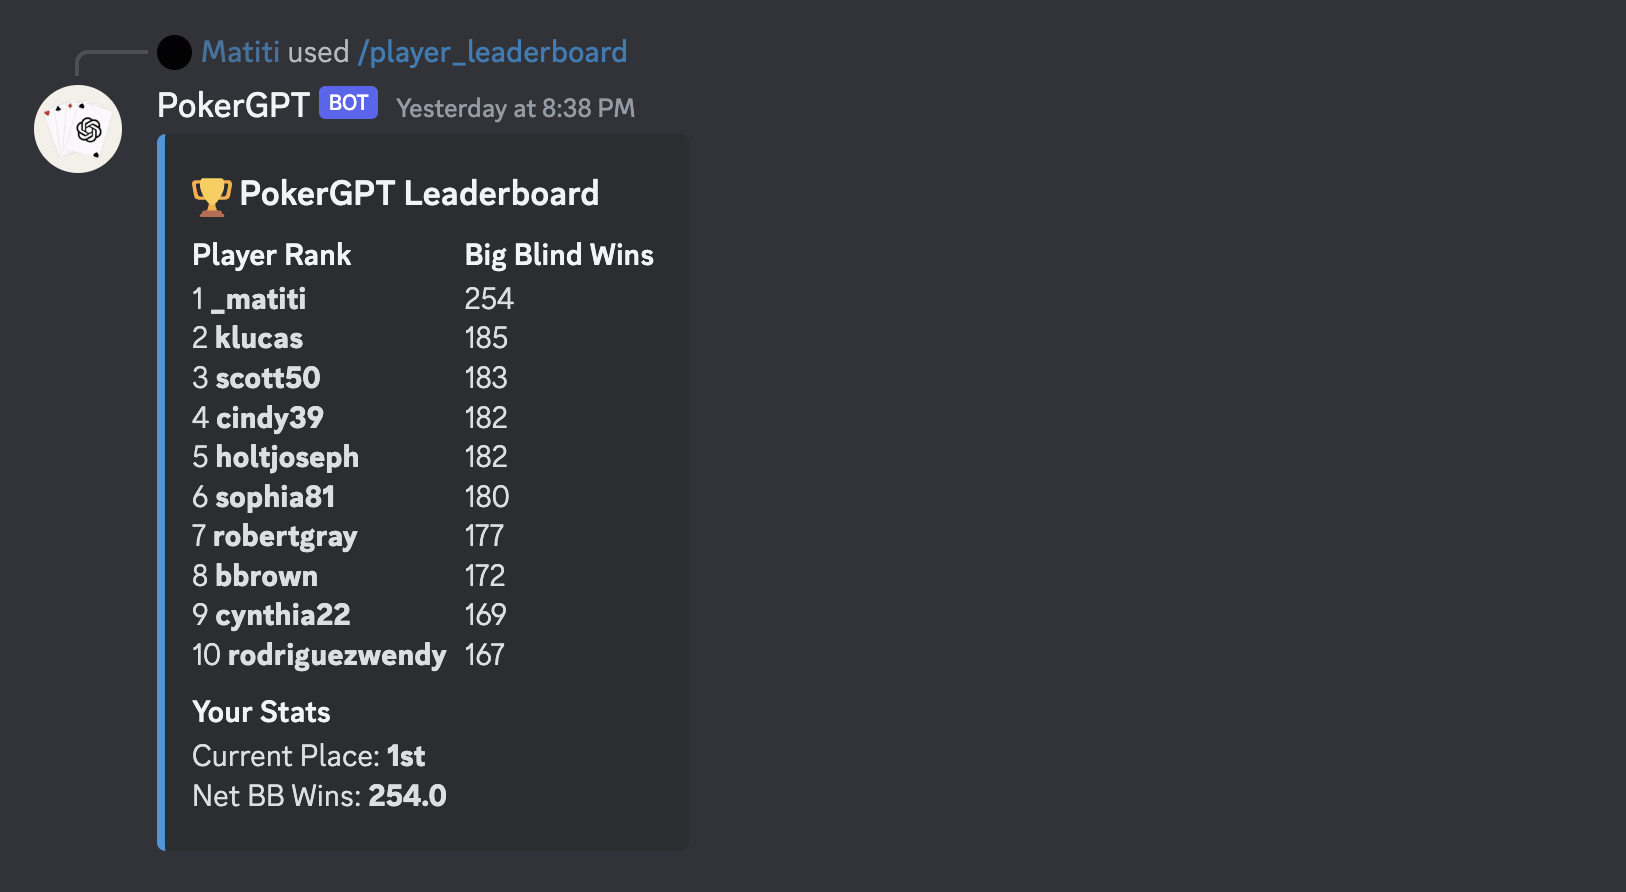 Matiti used /player_leaderboard
PokerGPT BOT Yesterday at 8:38 PM
PokerGPT Leaderboard
Player Rank Big Blind Wins
1 _matiti 254
2 klucas 185
3 scott50 183
4 cindy39 182
5 holtjoseph 182
6 sophia81 180
7 robertgray 177
8 bbrown 172
9 cynthia22 169
10 rodriguezwendy 167
Your Stats
Current Place: 1st
Net BB Wins: 254.0